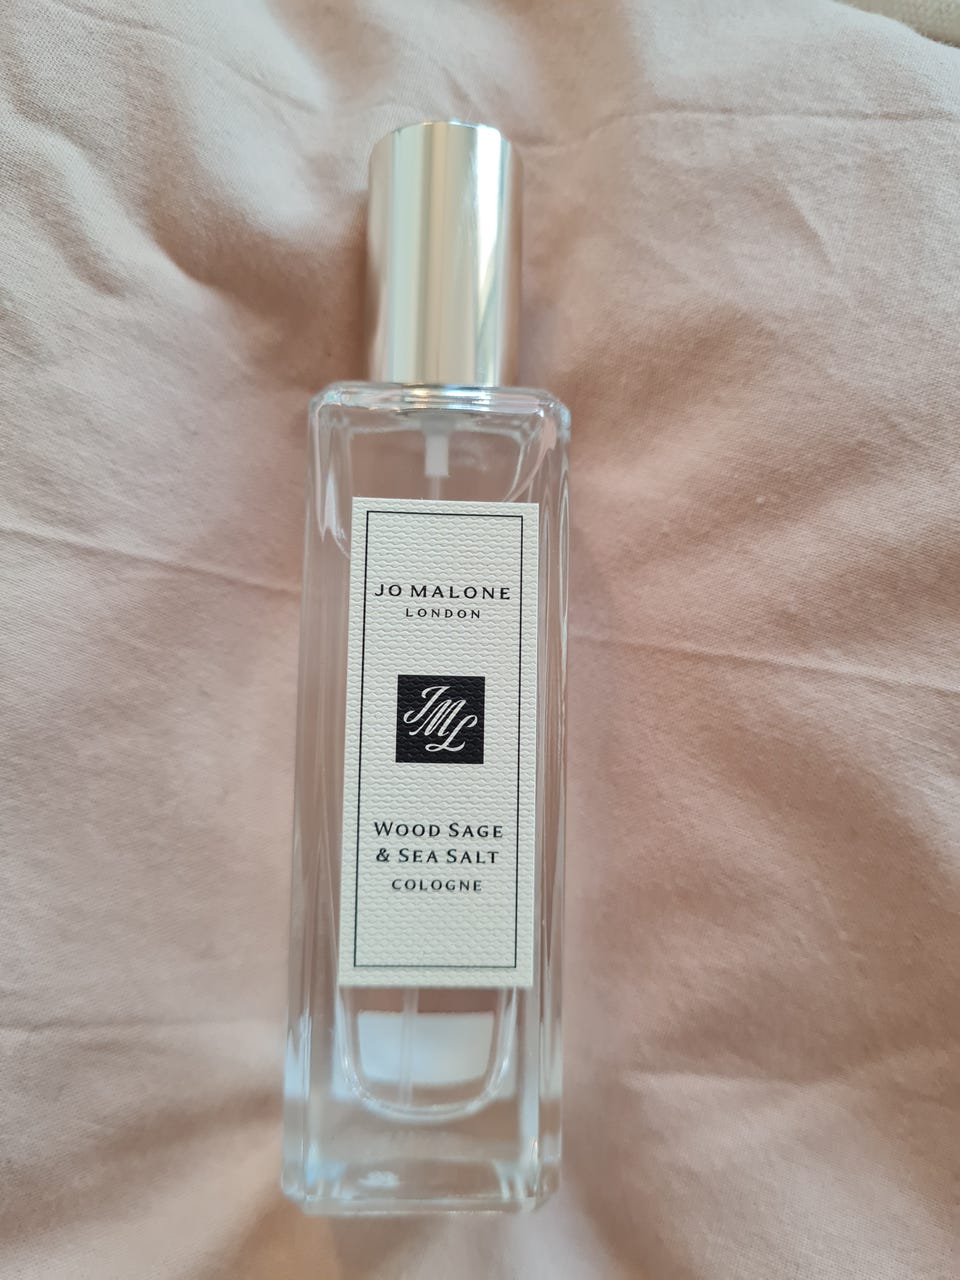 JO MALONE
LONDON
JML
WOOD SAGE
& SEA SALT
COLOGNE